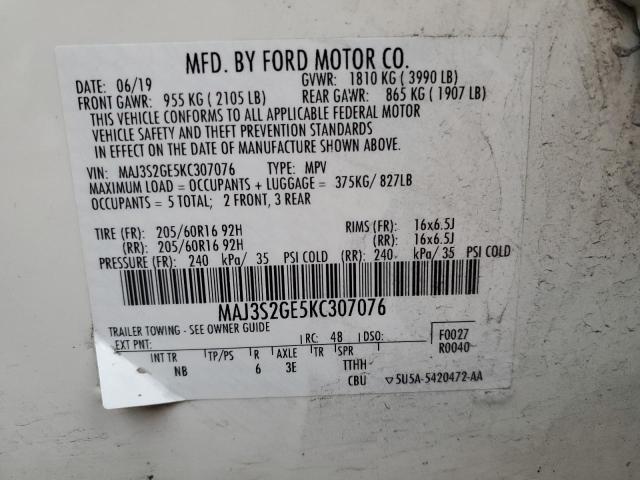 MFD. BY FORD MOTOR CO.
DATE: 06/19 GVWR: 1810 KG ( 3990 LB)
FRONT GAWR: 955 KG ( 2105 LB) REAR GAWR: 865 KG ( 1907 LB)
THIS VEHICLE CONFORMS TO ALL APPLICABLE FEDERAL MOTOR
VEHICLE SAFETY AND THEFT PREVENTION STANDARDS
IN EFFECT ON THE DATE OF MANUFACTURE SHOWN ABOVE.
VIN: MAJ3S2GE5KC307076 TYPE: MPV
MAXIMUM LOAD = OCCUPANTS + LUGGAGE = 375KG/ 827LB
OCCUPANTS = 5 TOTAL; 2 FRONT, 3 REAR
TIRE (FR): 205/60R16 92H RIMS (FR): 16x6.5J
(RR): 205/60R16 92H (RR): 16x6.5J
PRESSURE (FR): 240 kPa/ 35 PSI COLD (RR): 240 kPa/ 35 PSI COLD
MAJ3S2GE5KC307076
TRAILER TOWING - SEE OWNER GUIDE
EXT PNT: RC: 48 DSO: F0027
R0040
INT TR TP/PS R AXLE TR SPR
NB 6 3E TTHH
CBU ▽5U5A-5420472-AA